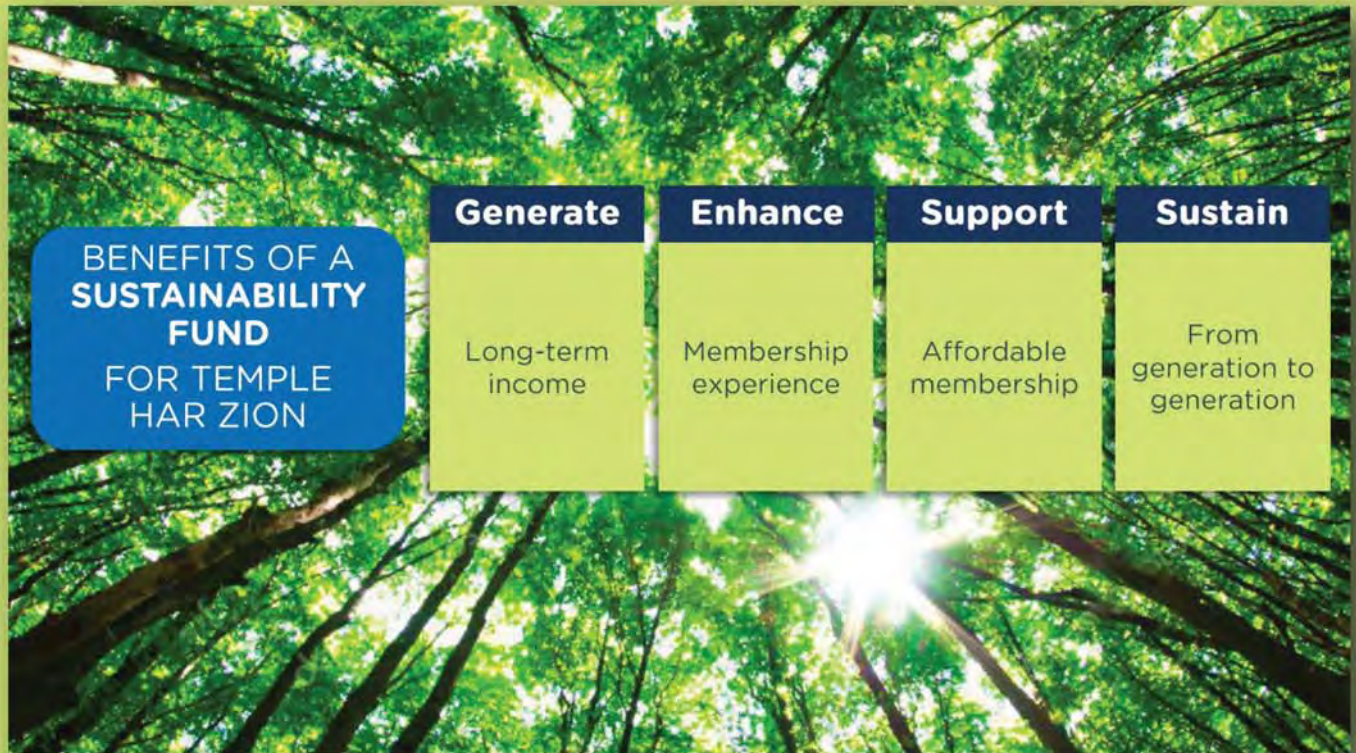 BENEFITS OF A
SUSTAINABILITY
FUND
FOR TEMPLE
HAR ZION
Generate
Long-term
income
Enhance
Membership
experience
Support
Affordable
membership
Sustain
From
generation to
generation